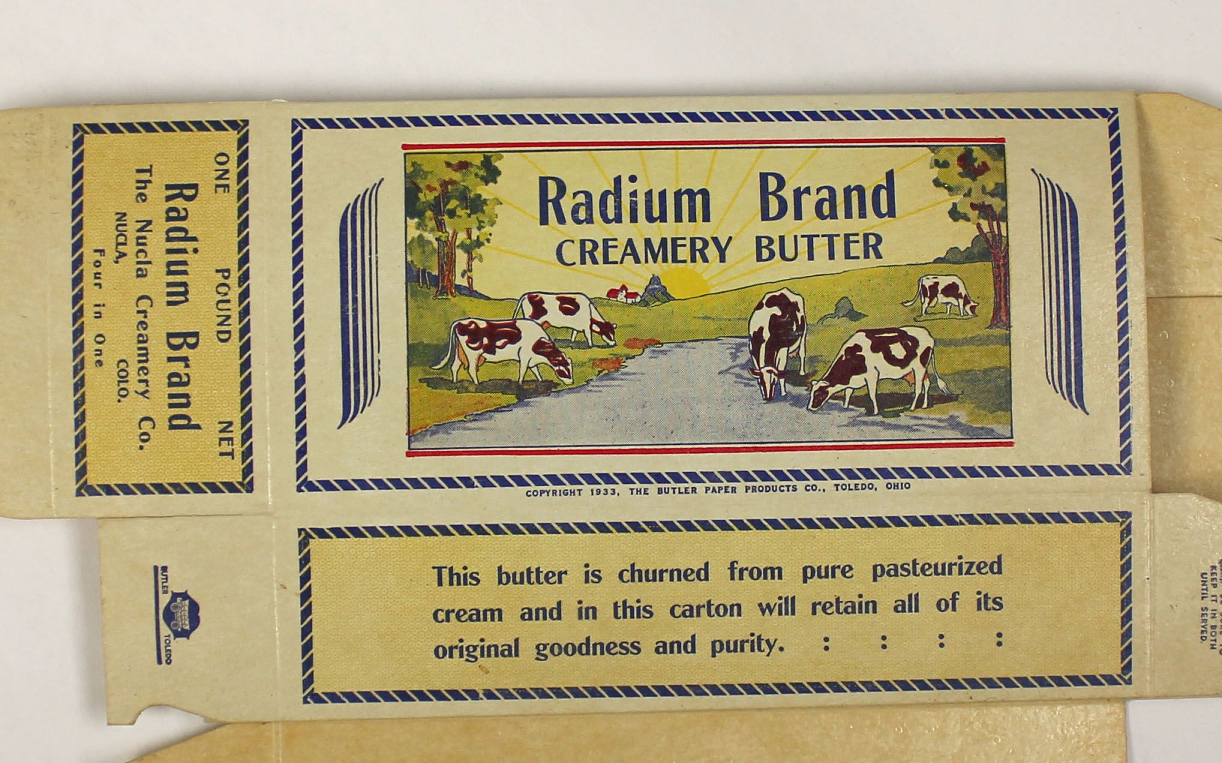 ONE POUND NET
Radium Brand
The Nucla Creamery Co.
NUCLA, COLO.
Four in One
Radium Brand
CREAMERY BUTTER
COPYRIGHT 1933, THE BUTLER PAPER PRODUCTS CO., TOLEDO, OHIO
This butter is churned from pure pasteurized
cream and in this carton will retain all of its
original goodness and purity. : : : :
BUTLER TOLEDO
KEEP IT IN BOTH
UNTIL SERVED.